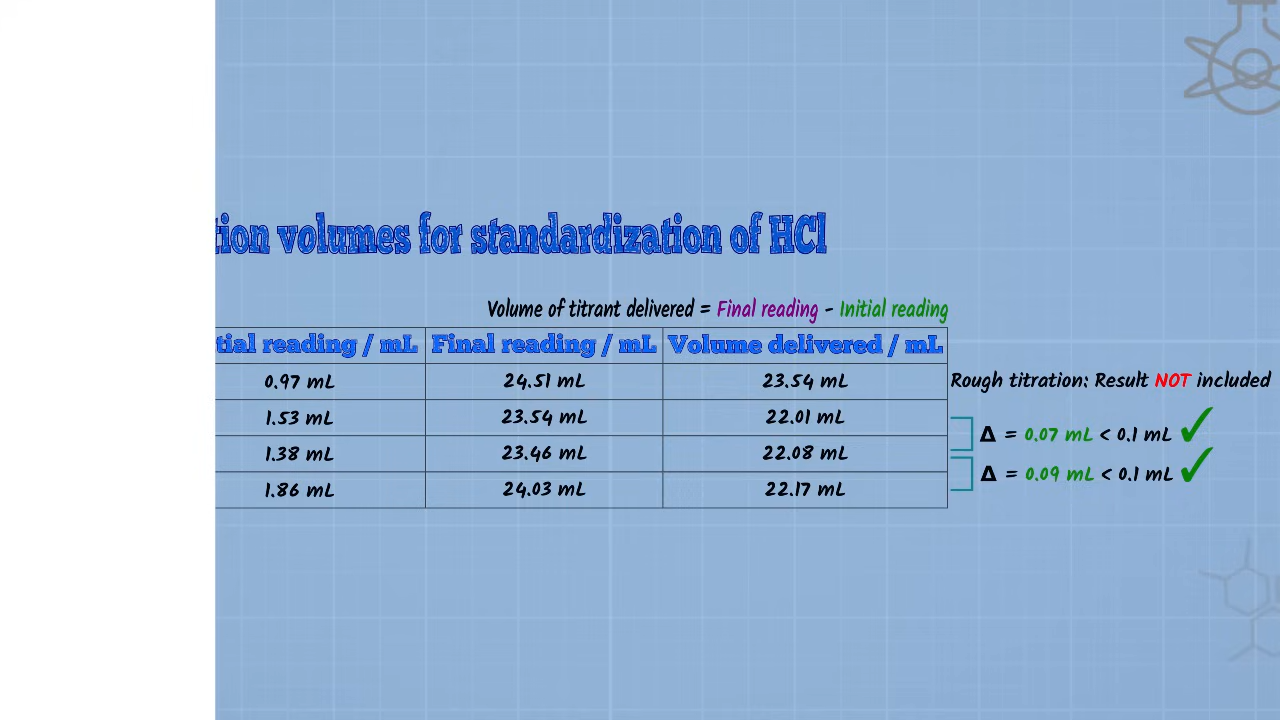 tion volumes for standardization of HCl
Volume of titrant delivered = Final reading - Initial reading
tial reading / mL Final reading / mL Volume delivered / mL
0.97 mL 24.51 mL 23.54 mL Rough titration: Result NOT included
1.53 mL 23.54 mL 22.01 mL
Δ = 0.07 mL < 0.1 mL ✓
1.38 mL 23.46 mL 22.08 mL
Δ = 0.09 mL < 0.1 mL ✓
1.86 mL 24.03 mL 22.17 mL